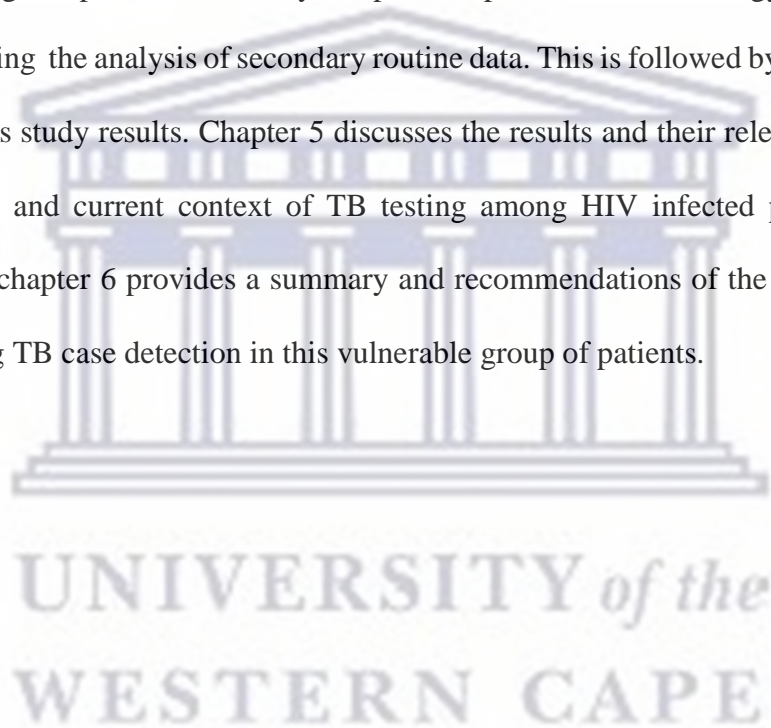 ing the analysis of secondary routine data. This is followed by
s study results. Chapter 5 discusses the results and their rele
and current context of TB testing among HIV infected p
chapter 6 provides a summary and recommendations of the
g TB case detection in this vulnerable group of patients.
UNIVERSITY of the
WESTERN CAPE